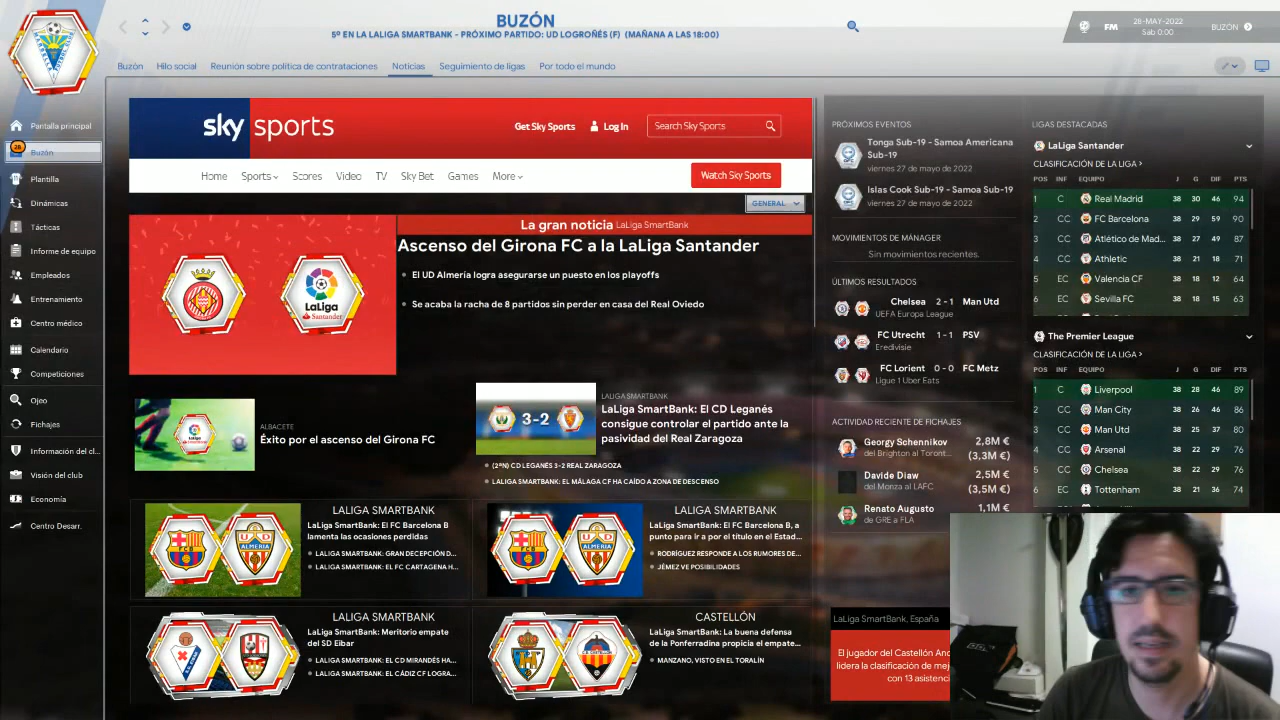 BUZÓN
5º EN LA LALIGA SMARTBANK - PRÓXIMO PARTIDO: UD LOGROÑÉS (F) (MAÑANA A LAS 18:00)
FM
28-MAY-2022
Sab 0:00
BUZÓN
Buzón
Hilo social
Reunión sobre política de contrataciones
Noticias
Seguimiento de ligas
Por todo el mundo
Pantalla principal
28
Buzón
Plantilla
Dinámicas
Tácticas
Informe de equipo
Empleados
Entrenamiento
Centro médico
Calendario
Competiciones
Ojeo
Fichajes
Información del cl...
Visión del club
Economía
Centro Desarr.
sky sports
Get Sky Sports
Log In
Search Sky Sports
Home
Sports
Scores
Video
TV
Sky Bet
Games
More
Watch Sky Sports
GENERAL
La gran noticia LaLiga SmartBank
Ascenso del Girona FC a la LaLiga Santander
El UD Almería logra asegurarse un puesto en los playoffs
Se acaba la racha de 8 partidos sin perder en casa del Real Oviedo
LaLiga
Santander
ALBACETE
Éxito por el ascenso del Girona FC
3-2
LALIGA SMARTBANK
LaLiga SmartBank: El CD Leganés
consigue controlar el partido ante la
pasividad del Real Zaragoza
(2ªN) CD LEGANÉS 3-2 REAL ZARAGOZA
LALIGA SMARTBANK: EL MÁLAGA CF HA CAÍDO A ZONA DE DESCENSO
LALIGA SMARTBANK
LaLiga SmartBank: El FC Barcelona B
lamenta las ocasiones perdidas
LALIGA SMARTBANK: GRAN DECEPCIÓN D...
LALIGA SMARTBANK: EL FC CARTAGENA H...
LALIGA SMARTBANK
LaLiga SmartBank: El FC Barcelona B, a
punto para ir a por el título en el Estad...
RODRÍGUEZ RESPONDE A LOS RUMORES DE...
JÉMEZ VE POSIBILIDADES
LALIGA SMARTBANK
LaLiga SmartBank: Meritorio empate
del SD Eibar
LALIGA SMARTBANK: EL CD MIRANDÉS HA...
LALIGA SMARTBANK: EL CÁDIZ CF LOGRA...
CASTELLÓN
LaLiga SmartBank: La buena defensa
de la Ponferradina propicia el empate...
MANZANO, VISTO EN EL TORALÍN
PRÓXIMOS EVENTOS
Tonga Sub-19 - Samoa Americana
Sub-19
viernes 27 de mayo de 2022
Islas Cook Sub-19 - Samoa Sub-19
viernes 27 de mayo de 2022
MOVIMIENTOS DE MÁNAGER
Sin movimientos recientes.
ÚLTIMOS RESULTADOS
Chelsea 2 - 1 Man Utd
UEFA Europa League
FC Utrecht 1 - 1 PSV
Eredivisie
FC Lorient 0 - 0 FC Metz
Ligue 1 Uber Eats
ACTIVIDAD RECIENTE DE FICHAJES
Georgy Schennikov 2,8M €
del Brighton al Toront... (3,3M €)
Davide Diaw 2,5M €
del Monza al LAFC (3,5M €)
Renato Augusto 1,1M €
de GRE a FLA
LaLiga SmartBank, España
El jugador del Castellón And
lidera la clasificación de mejo
con 13 asistenci
LIGAS DESTACADAS
LaLiga Santander
CLASIFICACIÓN DE LA LIGA >
POS INF EQUIPO J G DIF PTS
1 C Real Madrid 38 30 46 94
2 CC FC Barcelona 38 29 59 90
3 CC Atlético de Mad... 38 27 49 87
4 CC Athletic 38 21 18 71
5 EC Valencia CF 38 18 12 64
6 EC Sevilla FC 38 18 15 63
The Premier League
CLASIFICACIÓN DE LA LIGA >
POS INF EQUIPO J G DIF PTS
1 C Liverpool 38 28 46 89
2 CC Man City 38 26 46 86
3 CC Man Utd 38 25 37 80
4 CC Arsenal 38 22 29 76
5 CC Chelsea 38 22 29 76
6 EC Tottenham 38 21 36 74